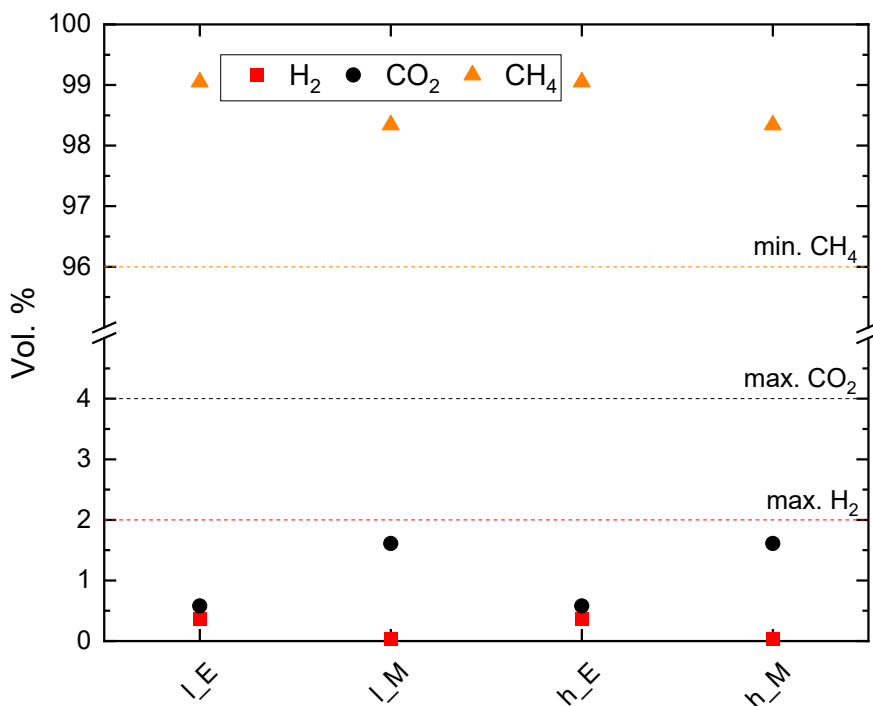 100
H₂ CO₂ CH₄
99
98
97
min. CH₄
96
Vol. %
max. CO₂
4
3
max. H₂
2
1
0
l_E l_M h_E h_M